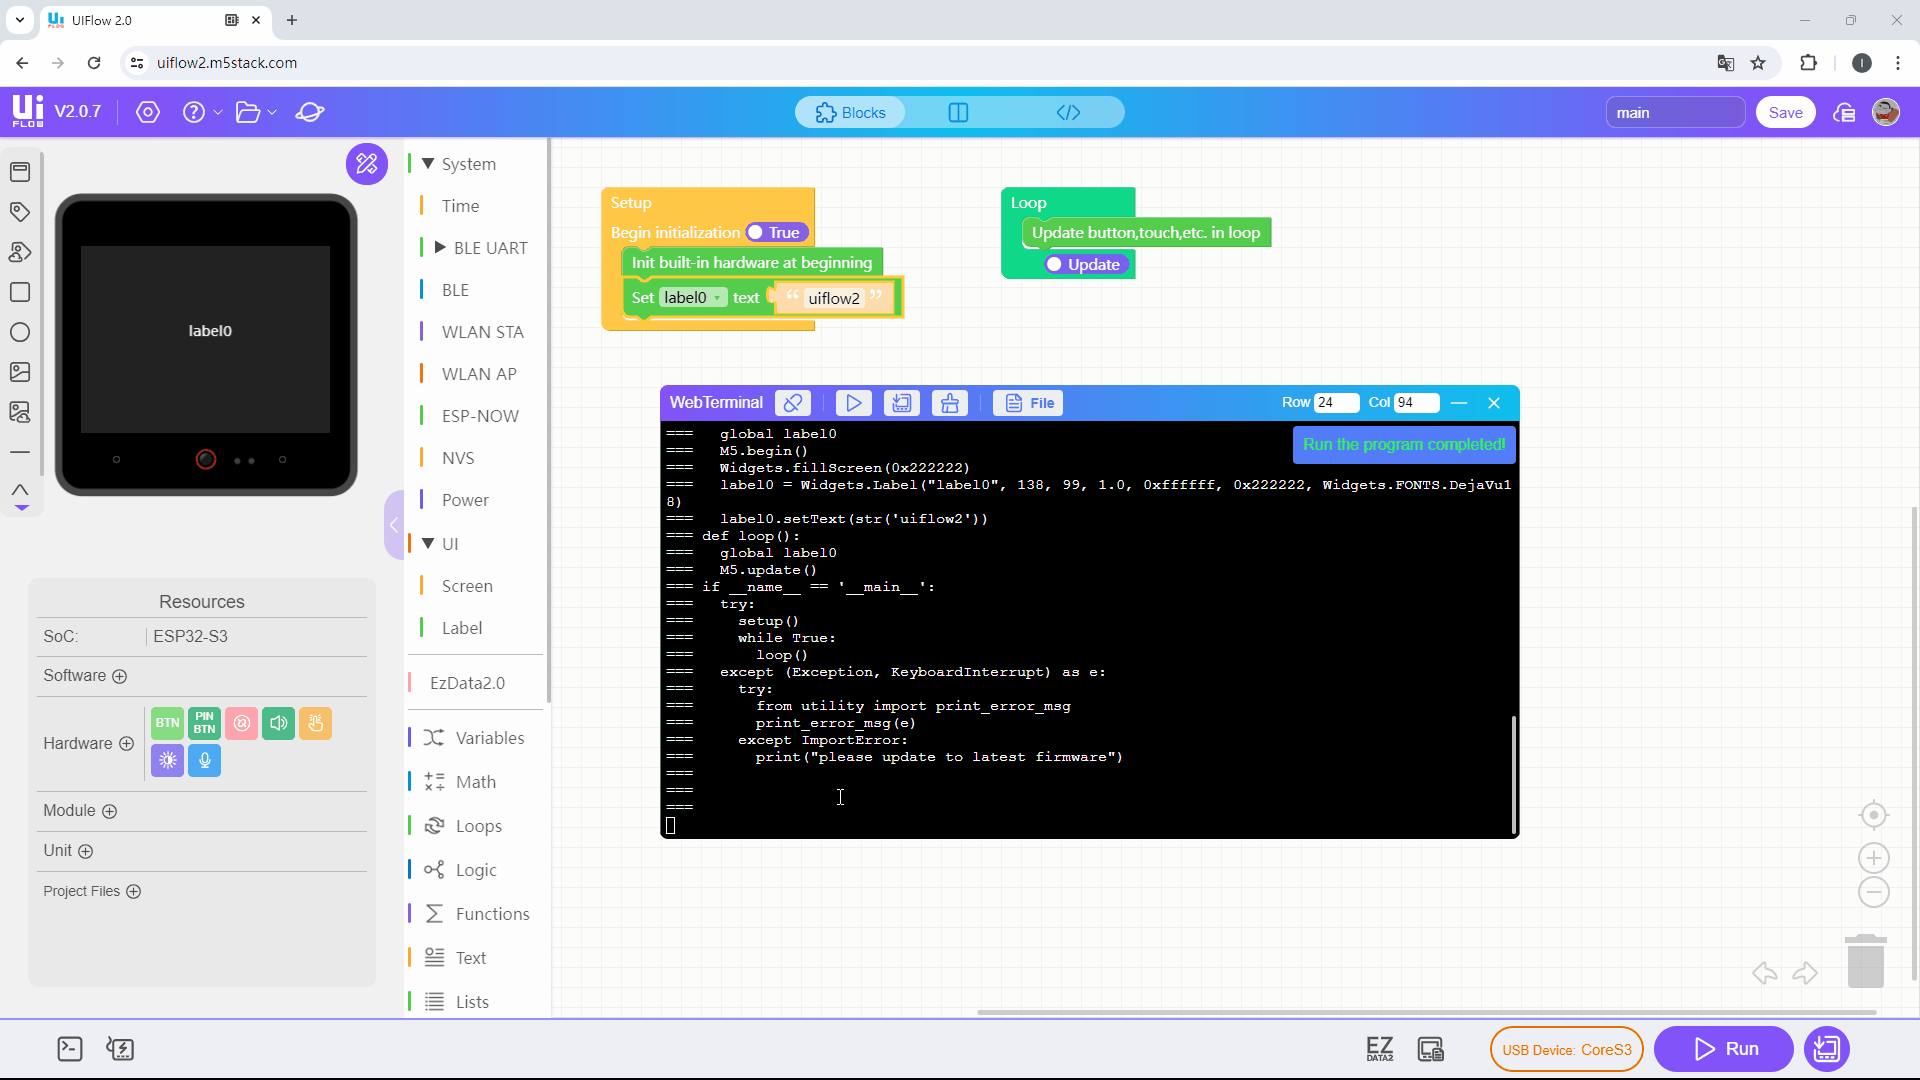 UIFlow 2.0
uiflow2.m5stack.com
I
Ui
FLOW
V2.0.7
Blocks
main
Save
label0
Resources
SoC: ESP32-S3
Software
Hardware
BTN
PIN
BTN
Module
Unit
Project Files
System
Time
BLE UART
BLE
WLAN STA
WLAN AP
ESP-NOW
NVS
Power
UI
Screen
Label
EzData2.0
Variables
Math
Loops
Logic
Functions
Text
Lists
Setup
Begin initialization True
Init built-in hardware at beginning
Set label0 text “ uiflow2 ”
Loop
Update button,touch,etc. in loop
Update
WebTerminal File Row 24 Col 94
Run the program completed!
===   global label0
===   M5.begin()
===   Widgets.fillScreen(0x222222)
===   label0 = Widgets.Label("label0", 138, 99, 1.0, 0xffffff, 0x222222, Widgets.FONTS.DejaVu1
8)
===   label0.setText(str('uiflow2'))
=== def loop():
===   global label0
===   M5.update()
=== if __name__ == '__main__':
===   try:
===     setup()
===     while True:
===       loop()
===   except (Exception, KeyboardInterrupt) as e:
===     try:
===       from utility import print_error_msg
===       print_error_msg(e)
===     except ImportError:
===       print("please update to latest firmware")
===
===
===
EZ
DATA2
USB Device: CoreS3
Run